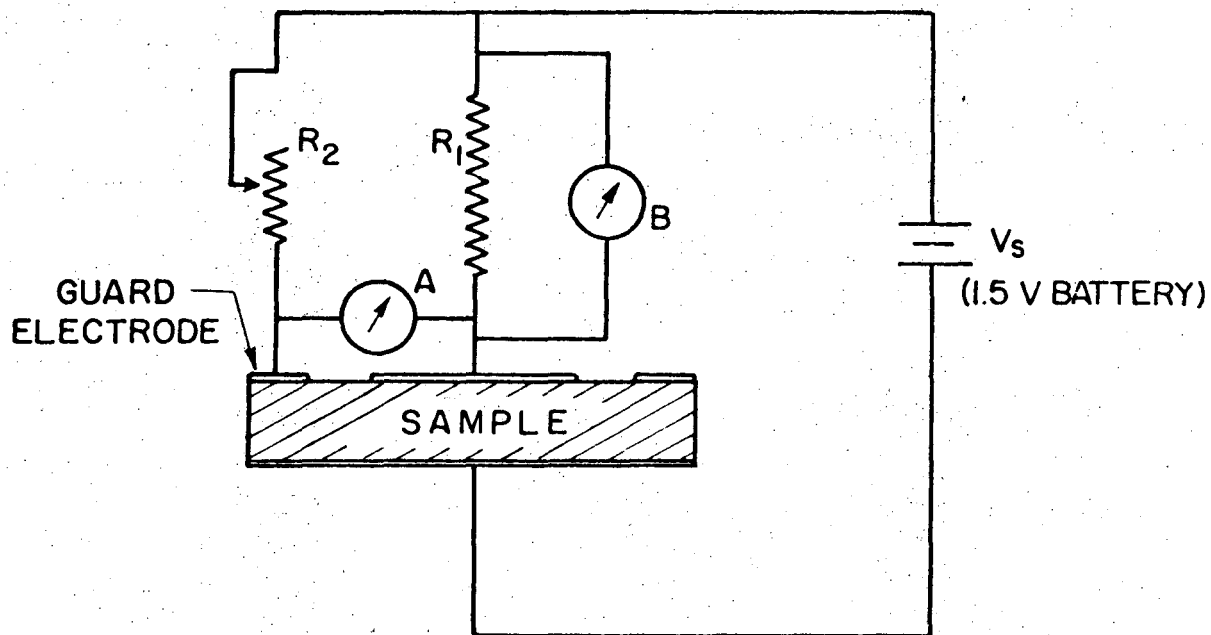 R2
R1
B
A
VS
(1.5 V BATTERY)
GUARD
ELECTRODE
SAMPLE